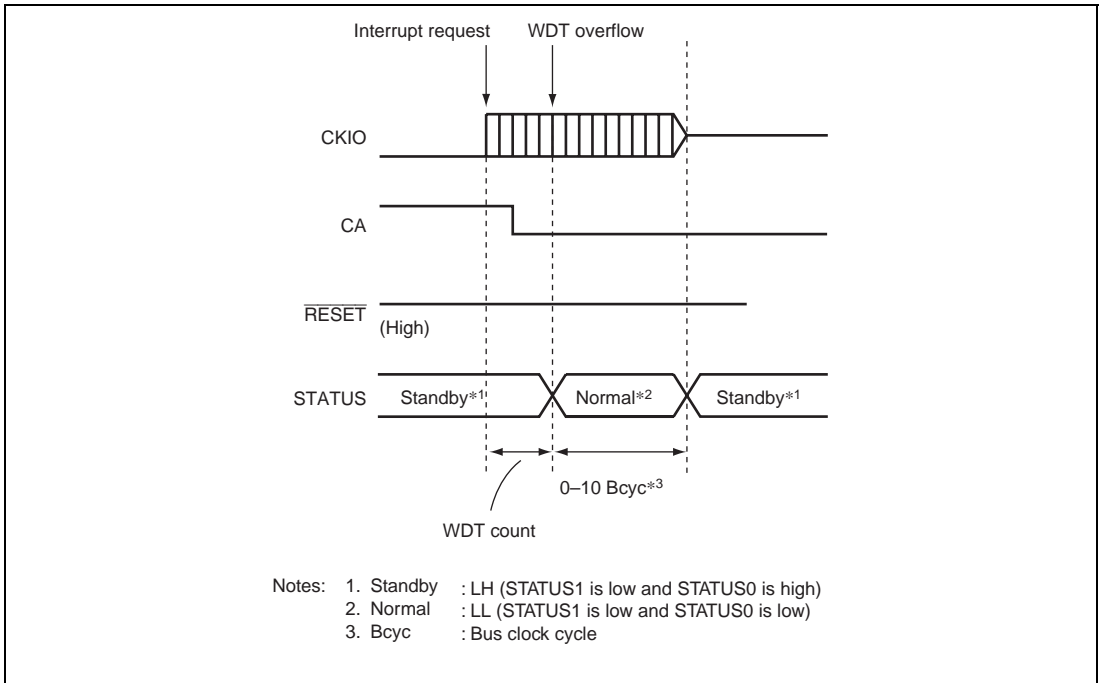 Interrupt request WDT overflow
CKIO
CA
RESET
(High)
STATUS Standby*1 Normal*2 Standby*1
0–10 Bcyc*3
WDT count
Notes: 1. Standby : LH (STATUS1 is low and STATUS0 is high)
2. Normal : LL (STATUS1 is low and STATUS0 is low)
3. Bcyc : Bus clock cycle